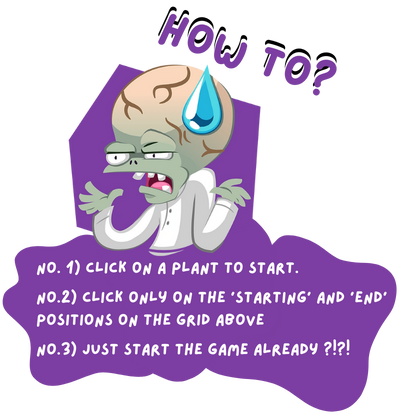 HOW TO?
NO. 1) CLICK ON A PLANT TO START.
NO.2) CLICK ONLY ON THE 'STARTING' AND 'END'
POSITIONS ON THE GRID ABOVE
NO.3) JUST START THE GAME ALREADY ?!?!